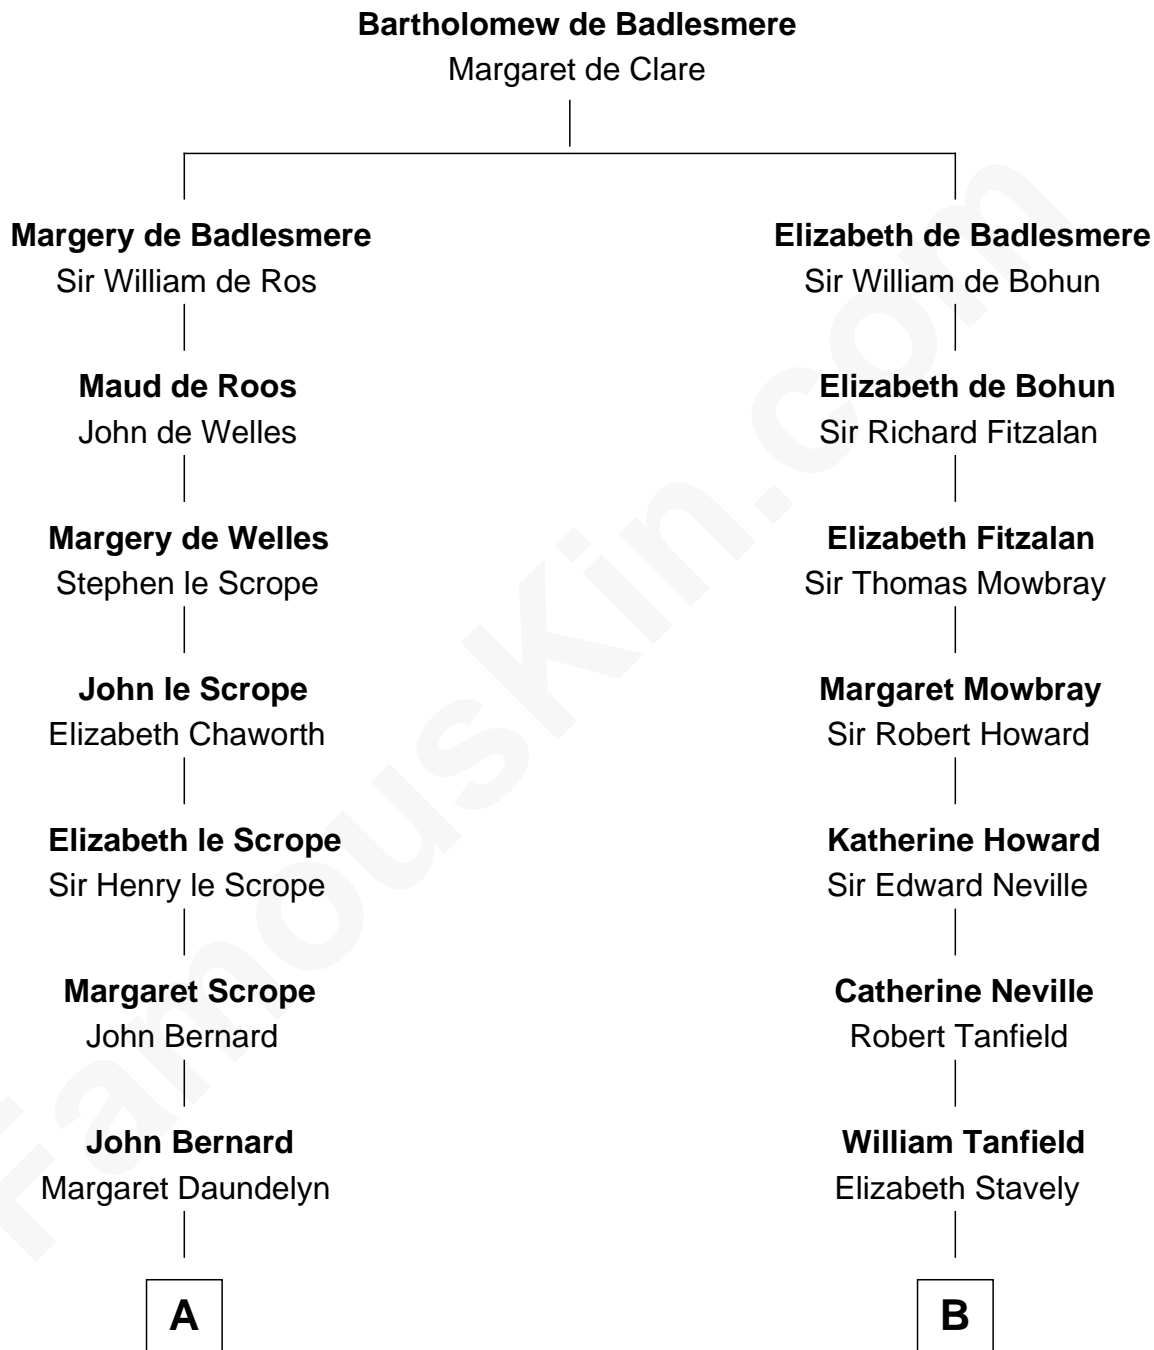 Bartholomew de Badlesmere
Margaret de Clare
Margery de Badlesmere
Sir William de Ros
Maud de Roos
John de Welles
Margery de Welles
Stephen le Scrope
John le Scrope
Elizabeth Chaworth
Elizabeth le Scrope
Sir Henry le Scrope
Margaret Scrope
John Bernard
John Bernard
Margaret Daundelyn
A
Elizabeth de Badlesmere
Sir William de Bohun
Elizabeth de Bohun
Sir Richard Fitzalan
Elizabeth Fitzalan
Sir Thomas Mowbray
Margaret Mowbray
Sir Robert Howard
Katherine Howard
Sir Edward Neville
Catherine Neville
Robert Tanfield
William Tanfield
Elizabeth Stavely
B
FamousKin.com